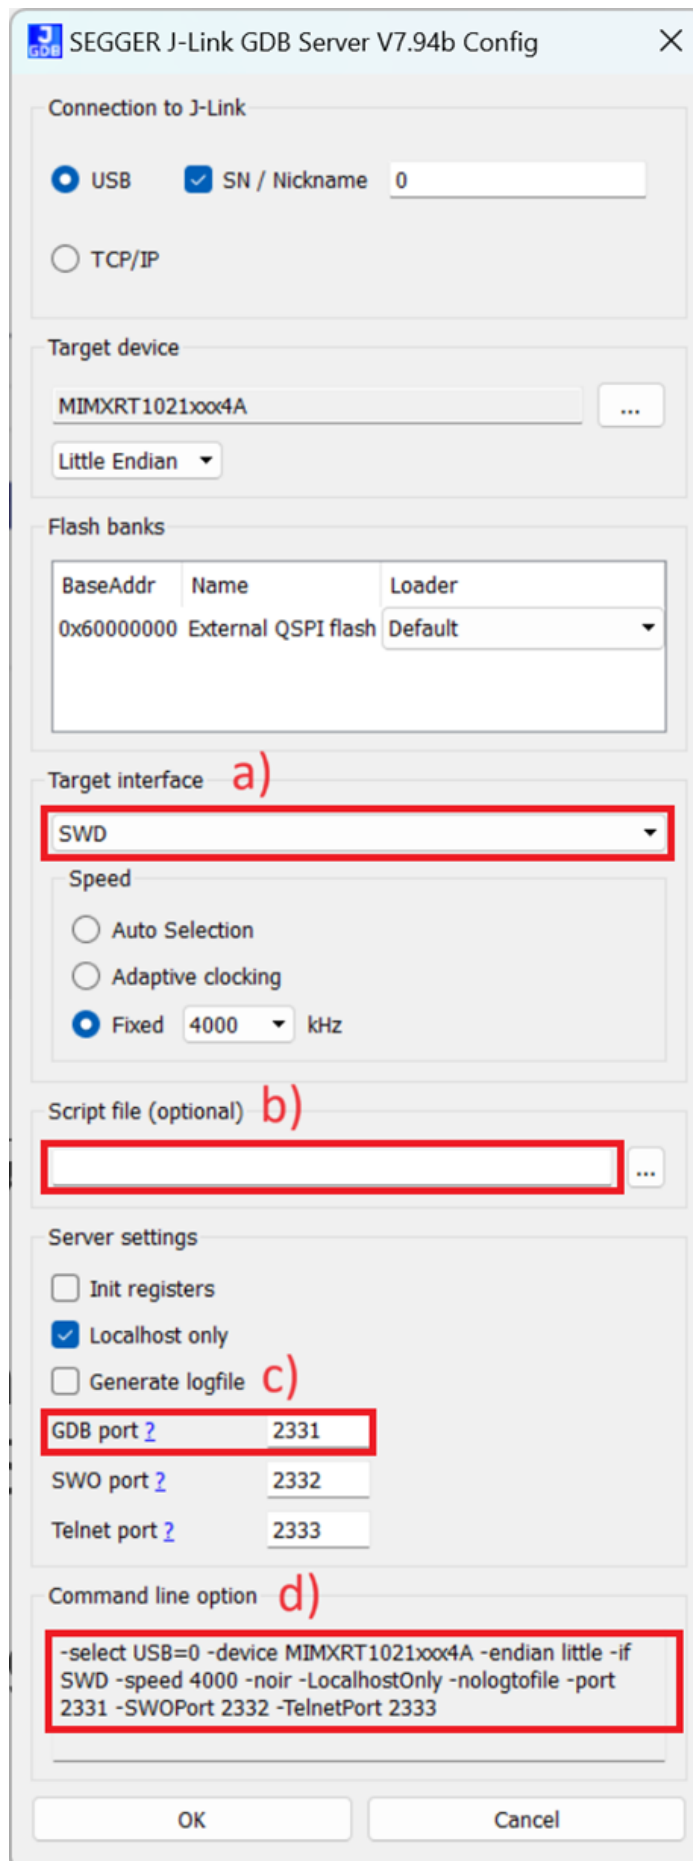 J
GDB
SEGGER J-Link GDB Server V7.94b Config
Connection to J-Link
USB SN / Nickname 0
TCP/IP
Target device
MIMXRT1021xxx4A ...
Little Endian
Flash banks
BaseAddr Name Loader
0x60000000 External QSPI flash Default
Target interface a)
SWD
Speed
Auto Selection
Adaptive clocking
Fixed 4000 kHz
Script file (optional) b)
...
Server settings
Init registers
Localhost only
Generate logfile c)
GDB port ? 2331
SWO port ? 2332
Telnet port ? 2333
Command line option d)
-select USB=0 -device MIMXRT1021xxx4A -endian little -if
SWD -speed 4000 -noir -LocalhostOnly -nologtofile -port
2331 -SWOPort 2332 -TelnetPort 2333
OK Cancel